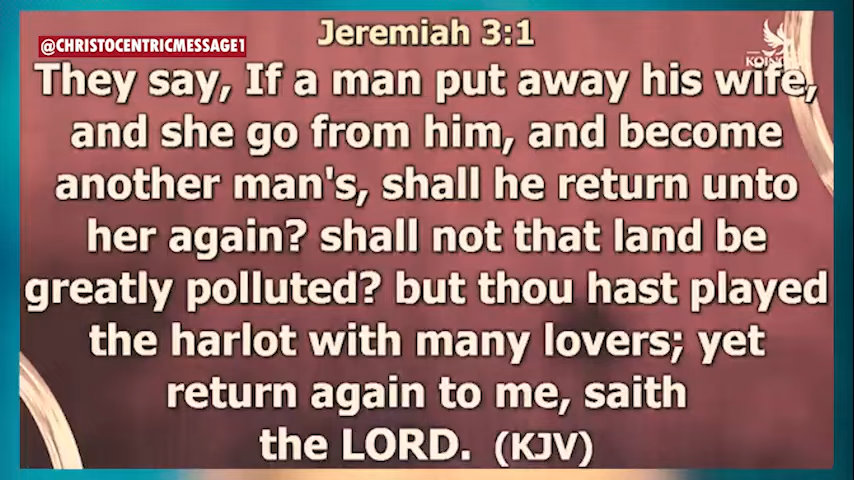 Jeremiah 3:1
@CHRISTOCENTRICMESSAGE1
They say, If a man put away his wife,
and she go from him, and become
another man's, shall he return unto
her again? shall not that land be
greatly polluted? but thou hast played
the harlot with many lovers; yet
return again to me, saith
the LORD. (KJV)